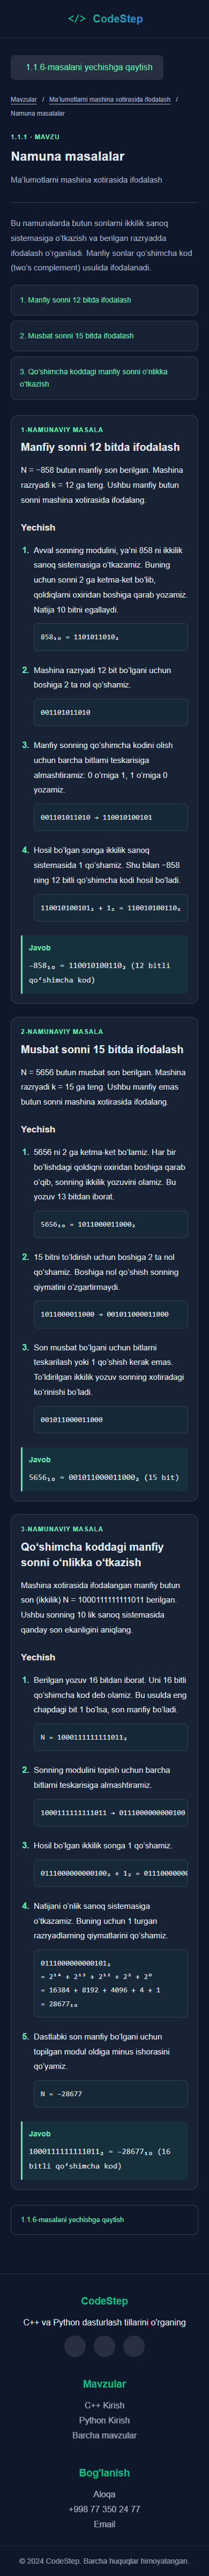 </> CodeStep
1.1.6-masalani yechishga qaytish
Mavzular / Ma'lumotlarni mashina xotirasida ifodalash /
Namuna masalalar
1.1.1 - MAVZU
Namuna masalalar
Ma'lumotlarni mashina xotirasida ifodalash
Bu namunalarda butun sonlarni ikkilik sanoq
sistemasiga o'tkazish va berilgan razryadda
ifodalash o'rganiladi. Manfiy sonlar qo'shimcha kod
(two's complement) usulida ifodalanadi.
1. Manfiy sonni 12 bitda ifodalash
2. Musbat sonni 15 bitda ifodalash
3. Qo'shimcha koddagi manfiy sonni o'nlikka
o'tkazish
1-NAMUNAVIY MASALA
Manfiy sonni 12 bitda ifodalash
N = −858 butun manfiy son berilgan. Mashina
razryadi k = 12 ga teng. Ushbu manfiy butun
sonni mashina xotirasida ifodalang.
Yechish
1. Avval sonning modulini, ya'ni 858 ni ikkilik
sanoq sistemasiga o'tkazamiz. Buning
uchun sonni 2 ga ketma-ket bo'lib,
qoldiqlarni oxiridan boshiga qarab yozamiz.
Natija 10 bitni egallaydi.
858₁₀ = 1101011010₂
2. Mashina razryadi 12 bit bo'lgani uchun
boshiga 2 ta nol qo'shamiz.
001101011010
3. Manfiy sonning qo'shimcha kodini olish
uchun barcha bitlarni teskarisiga
almashtiramiz: 0 o'rniga 1, 1 o'rniga 0
yozamiz.
001101011010 → 110010100101
4. Hosil bo'lgan songa ikkilik sanoq
sistemasida 1 qo'shamiz. Shu bilan −858
ning 12 bitli qo'shimcha kodi hosil bo'ladi.
110010100101₂ + 1₂ = 110010100110₂
Javob
−858₁₀ = 110010100110₂ (12 bitli
qo'shimcha kod)
2-NAMUNAVIY MASALA
Musbat sonni 15 bitda ifodalash
N = 5656 butun musbat son berilgan. Mashina
razryadi k = 15 ga teng. Ushbu manfiy emas
butun sonni mashina xotirasida ifodalang.
Yechish
1. 5656 ni 2 ga ketma-ket bo'lamiz. Har bir
bo'lishdagi qoldiqni oxiridan boshiga qarab
o'qib, sonning ikkilik yozuvini olamiz. Bu
yozuv 13 bitdan iborat.
5656₁₀ = 1011000011000₂
2. 15 bitni to'ldirish uchun boshiga 2 ta nol
qo'shamiz. Boshiga nol qo'shish sonning
qiymatini o'zgartirmaydi.
1011000011000 → 001011000011000
3. Son musbat bo'lgani uchun bitlarni
teskarilash yoki 1 qo'shish kerak emas.
To'ldirilgan ikkilik yozuv sonning xotiradagi
ko'rinishi bo'ladi.
001011000011000
Javob
5656₁₀ = 001011000011000₂ (15 bit)
3-NAMUNAVIY MASALA
Qo'shimcha koddagi manfiy
sonni o'nlikka o'tkazish
Mashina xotirasida ifodalangan manfiy butun
son (ikkilik) N = 1000111111111011 berilgan.
Ushbu sonning 10 lik sanoq sistemasida
qanday son ekanligini aniqlang.
Yechish
1. Berilgan yozuv 16 bitdan iborat. Uni 16 bitli
qo'shimcha kod deb olamiz. Bu usulda eng
chapdagi bit 1 bo'lsa, son manfiy bo'ladi.
N = 1000111111111011₂
2. Sonning modulini topish uchun barcha
bitlarni teskarisiga almashtiramiz.
1000111111111011 → 0111000000000100
3. Hosil bo'lgan ikkilik songa 1 qo'shamiz.
0111000000000100₂ + 1₂ = 01110000000
4. Natijani o'nlik sanoq sistemasiga
o'tkazamiz. Buning uchun 1 turgan
razryadlarning qiymatlarini qo'shamiz.
0111000000000101₂
= 2¹⁴ + 2¹³ + 2¹² + 2² + 2⁰
= 16384 + 8192 + 4096 + 4 + 1
= 28677₁₀
5. Dastlabki son manfiy bo'lgani uchun
topilgan modul oldiga minus ishorasini
qo'yamiz.
N = −28677
Javob
1000111111111011₂ = −28677₁₀ (16
bitli qo'shimcha kod)
1.1.6-masalani yechishga qaytish
CodeStep
C++ va Python dasturlash tillarini o'rganing
Mavzular
C++ Kirish
Python Kirish
Barcha mavzular
Bog'lanish
Aloqa
+998 77 350 24 77
Email
© 2024 CodeStep. Barcha huquqlar himoyalangan.